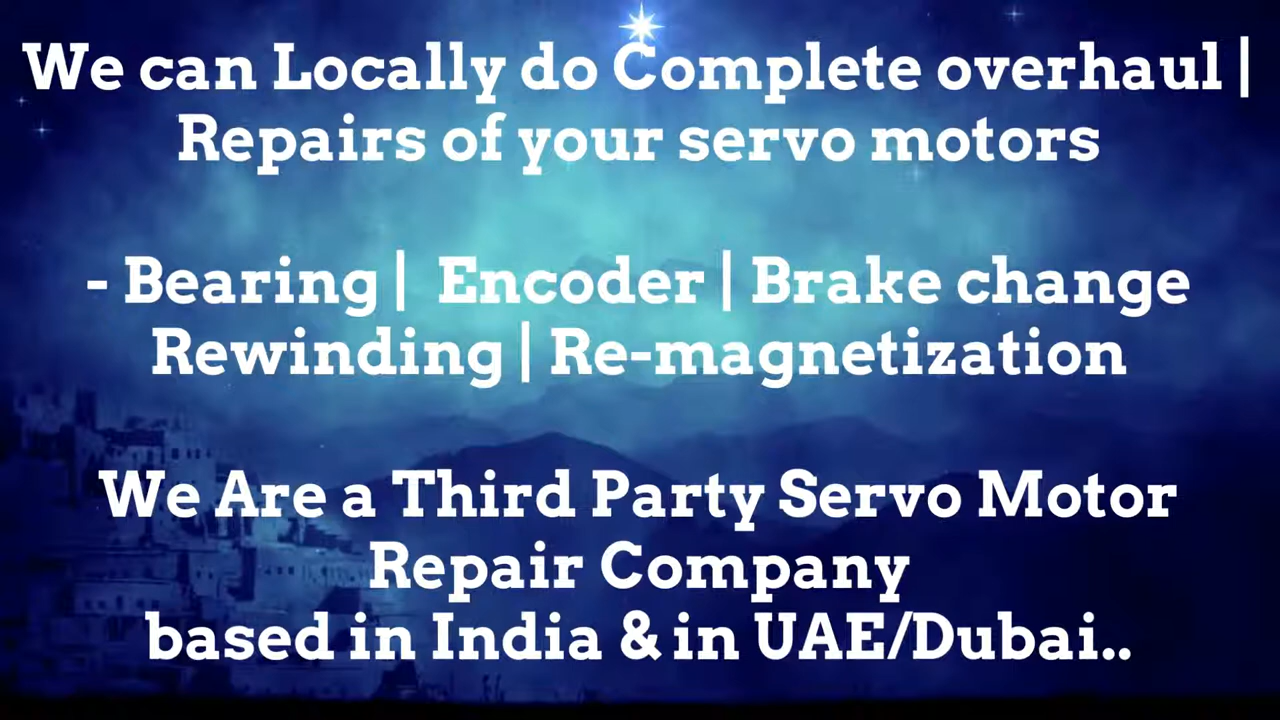 We can Locally do Complete overhaul |
Repairs of your servo motors
- Bearing | Encoder | Brake change
Rewinding | Re-magnetization
We Are a Third Party Servo Motor
Repair Company
based in India & in UAE/Dubai..